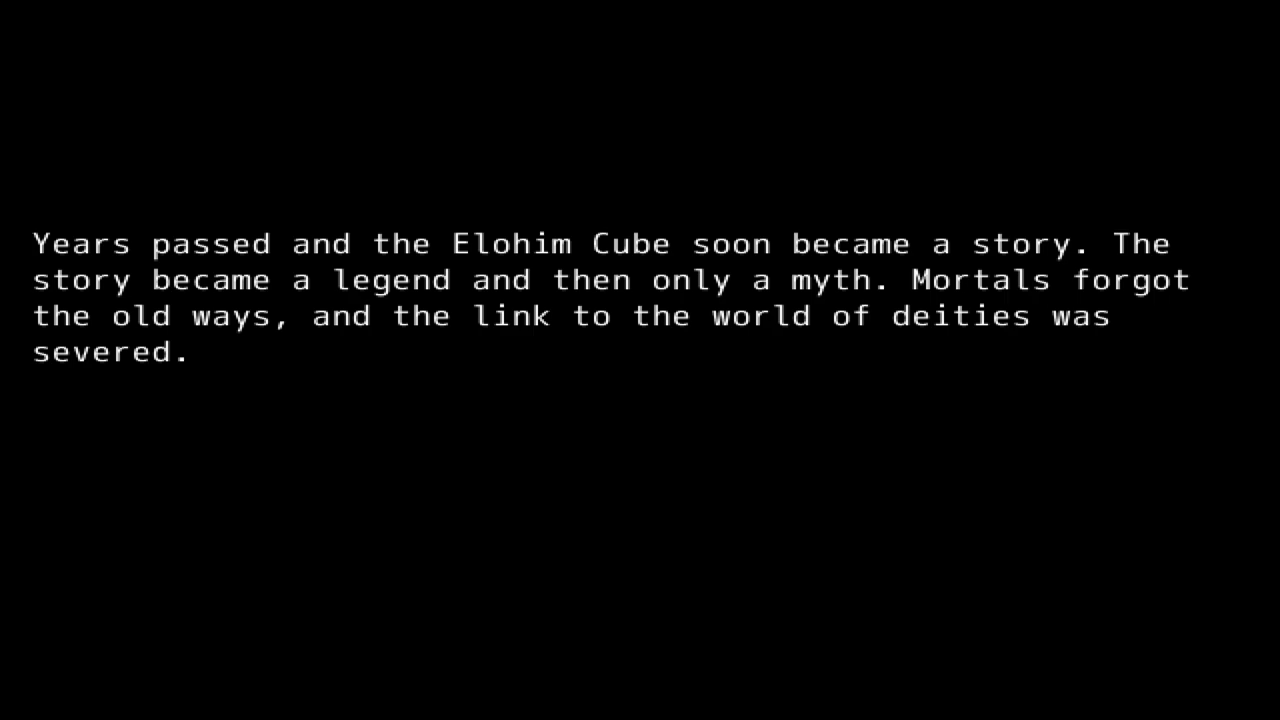 Years passed and the Elohim Cube soon became a story. The
story became a legend and then only a myth. Mortals forgot
the old ways, and the link to the world of deities was
severed.